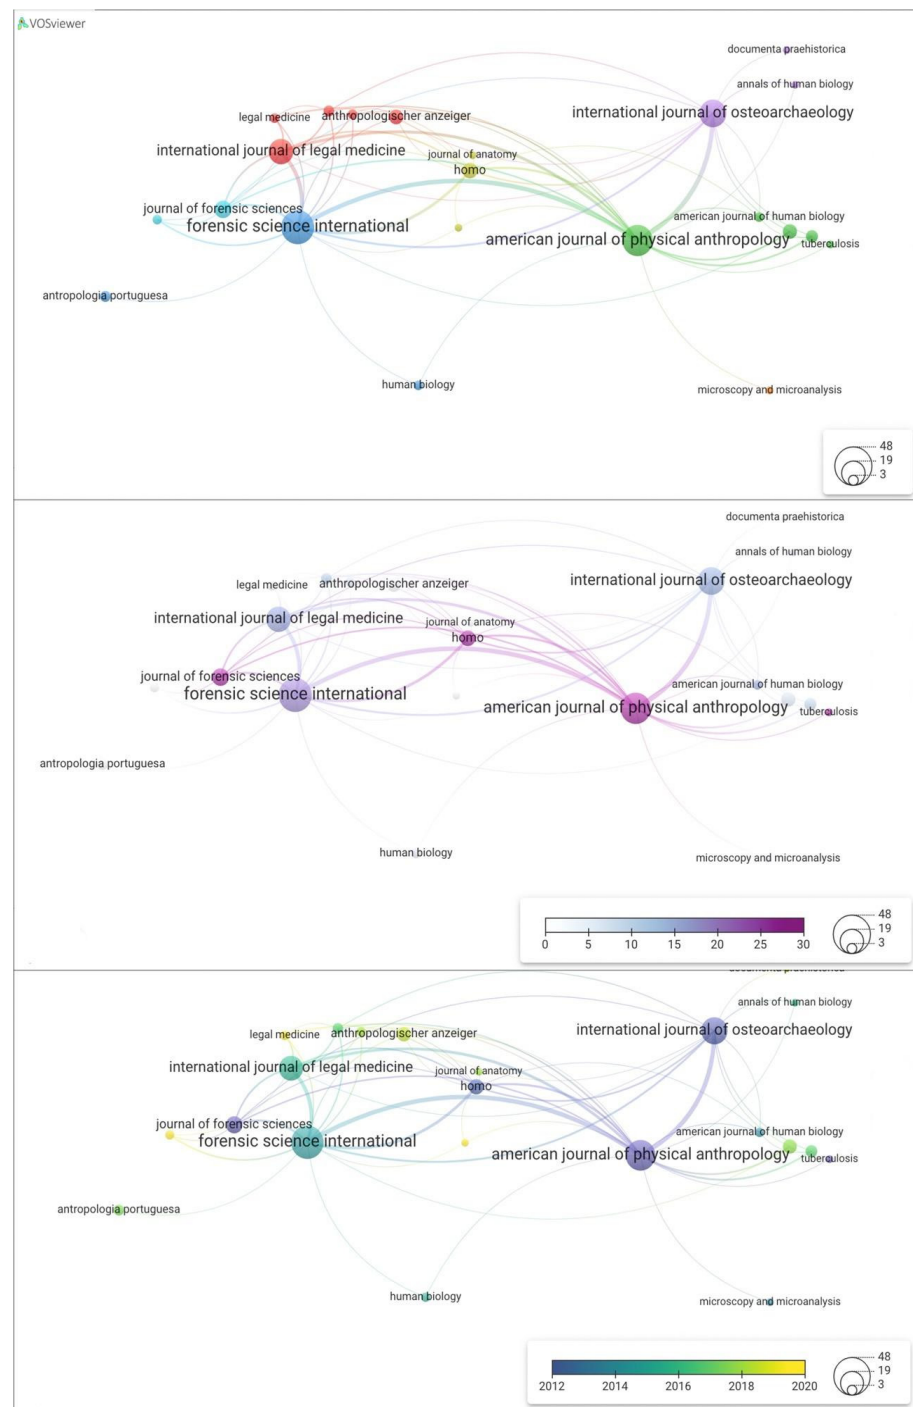 VOSviewer
documenta praehistorica
annals of human biology
international journal of osteoarchaeology
legal medicine
anthropologischer anzeiger
international journal of legal medicine
journal of anatomy
homo
journal of forensic sciences
forensic science international
american journal of human biology
american journal of physical anthropology
tuberculosis
antropologia portuguesa
human biology
microscopy and microanalysis
48
19
3
documenta praehistorica
annals of human biology
international journal of osteoarchaeology
legal medicine
anthropologischer anzeiger
international journal of legal medicine
journal of anatomy
homo
journal of forensic sciences
forensic science international
american journal of human biology
american journal of physical anthropology
tuberculosis
antropologia portuguesa
human biology
microscopy and microanalysis
0 5 10 15 20 25 30
48
19
3
documenta praehistorica
annals of human biology
international journal of osteoarchaeology
legal medicine
anthropologischer anzeiger
international journal of legal medicine
journal of anatomy
homo
journal of forensic sciences
forensic science international
american journal of human biology
american journal of physical anthropology
tuberculosis
antropologia portuguesa
human biology
microscopy and microanalysis
2012 2014 2016 2018 2020
48
19
3